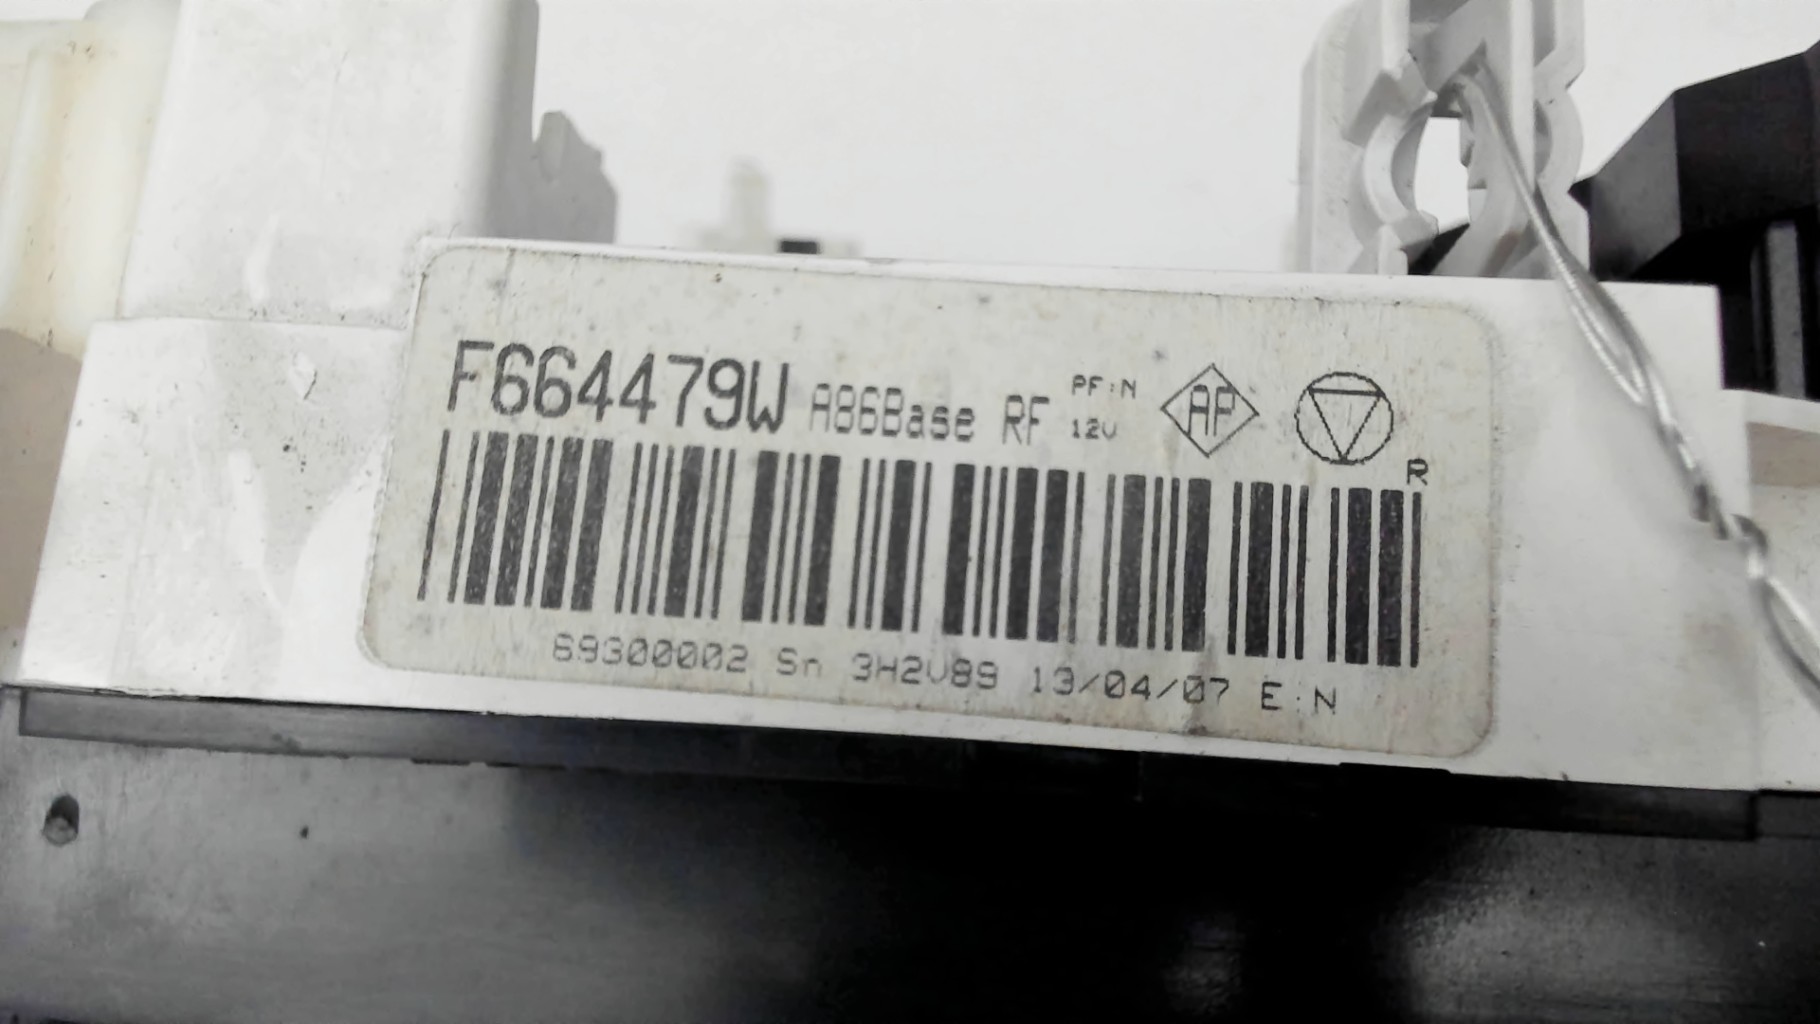 F664479W A86Base RF PF:N
12V
AP
R
69300002 Sn 3H2V89 13/04/07 E:N